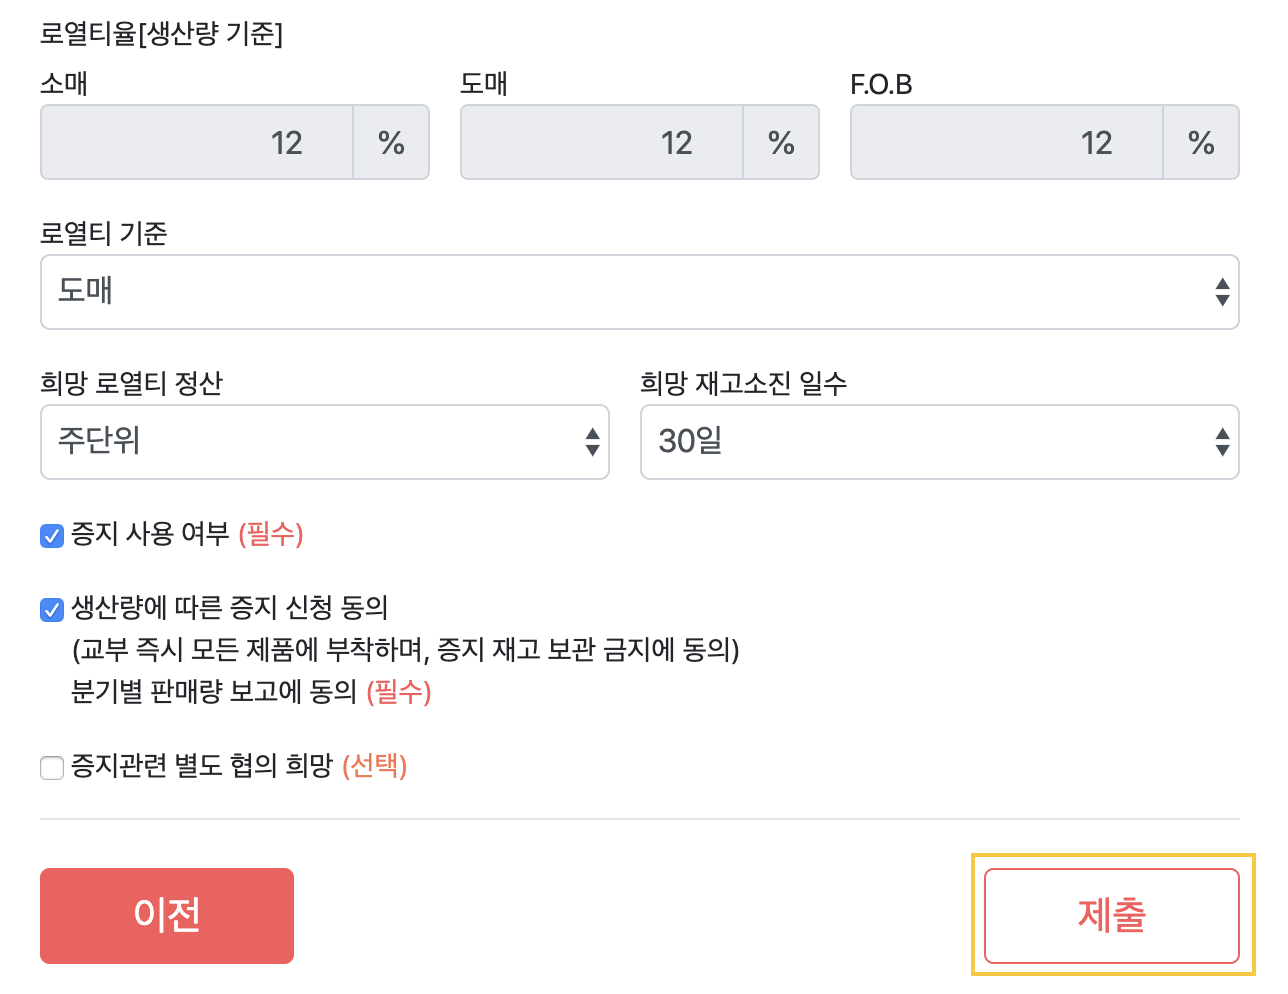 로열티율[생산량 기준]
소매 도매 F.O.B
12 % 12 % 12 %
로열티 기준
도매
희망 로열티 정산 희망 재고소진 일수
주단위 30일
증지 사용 여부 (필수)
생산량에 따른 증지 신청 동의
(교부 즉시 모든 제품에 부착하며, 증지 재고 보관 금지에 동의)
분기별 판매량 보고에 동의 (필수)
증지관련 별도 협의 희망 (선택)
이전 제출